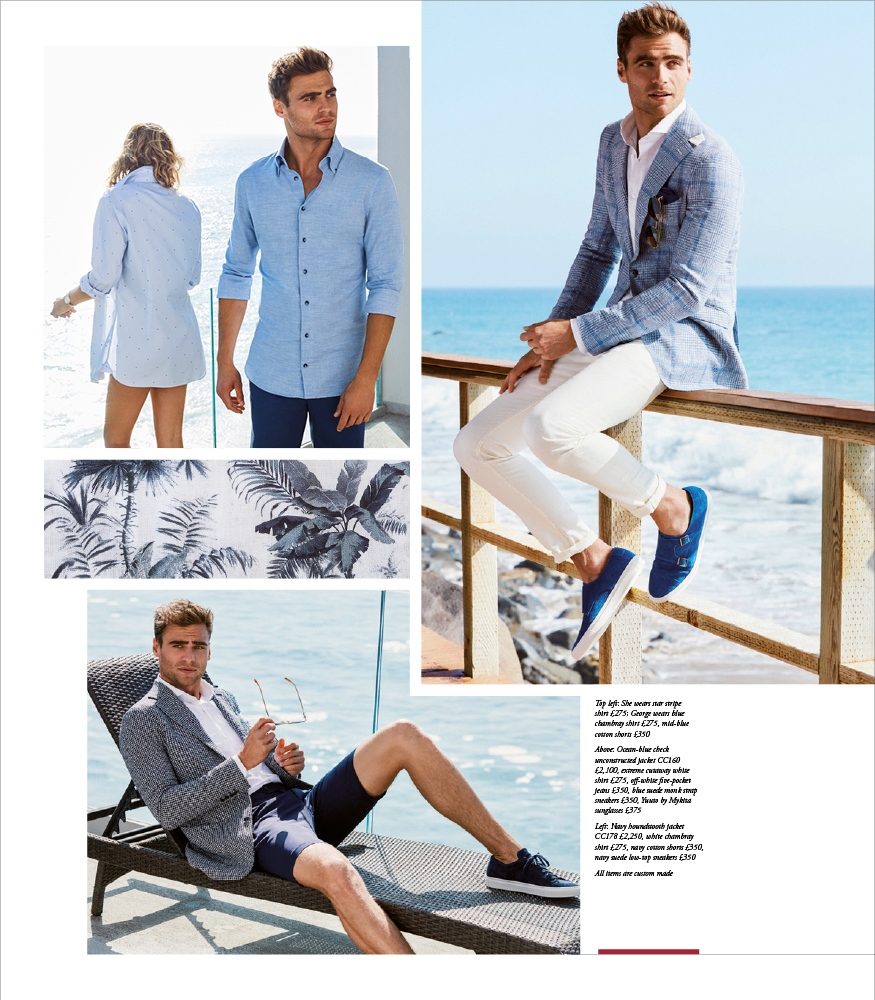 Top left: She wears star stripe
shirt £275; George wears blue
chambray shirt £275, mid-blue
cotton shorts £350
Above: Ocean-blue check
unconstructed jacket CC160
£2,100, extreme cutaway white
shirt £275, off-white five-pocket
jeans £350, blue suede monk strap
sneakers £350, Yuuto by Mykita
sunglasses £375
Left: Navy houndstooth jacket
CC178 £2,250, white chambray
shirt £275, navy cotton shorts £350,
navy suede low-top sneakers £350
All items are custom made